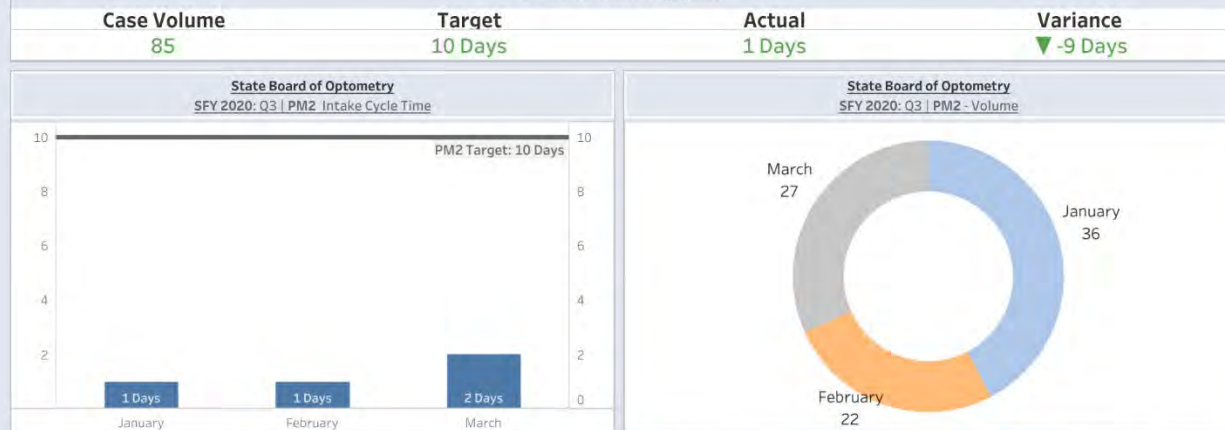 Case Volume Target Actual Variance
85 10 Days 1 Days ▼ -9 Days
State Board of Optometry
SFY 2020: Q3 | PM2 Intake Cycle Time
10 10
PM2 Target: 10 Days
8 8
6 6
4 4
2 2
0
1 Days 1 Days 2 Days
January February March
State Board of Optometry
SFY 2020: Q3 | PM2 - Volume
March
27
January
36
February
22